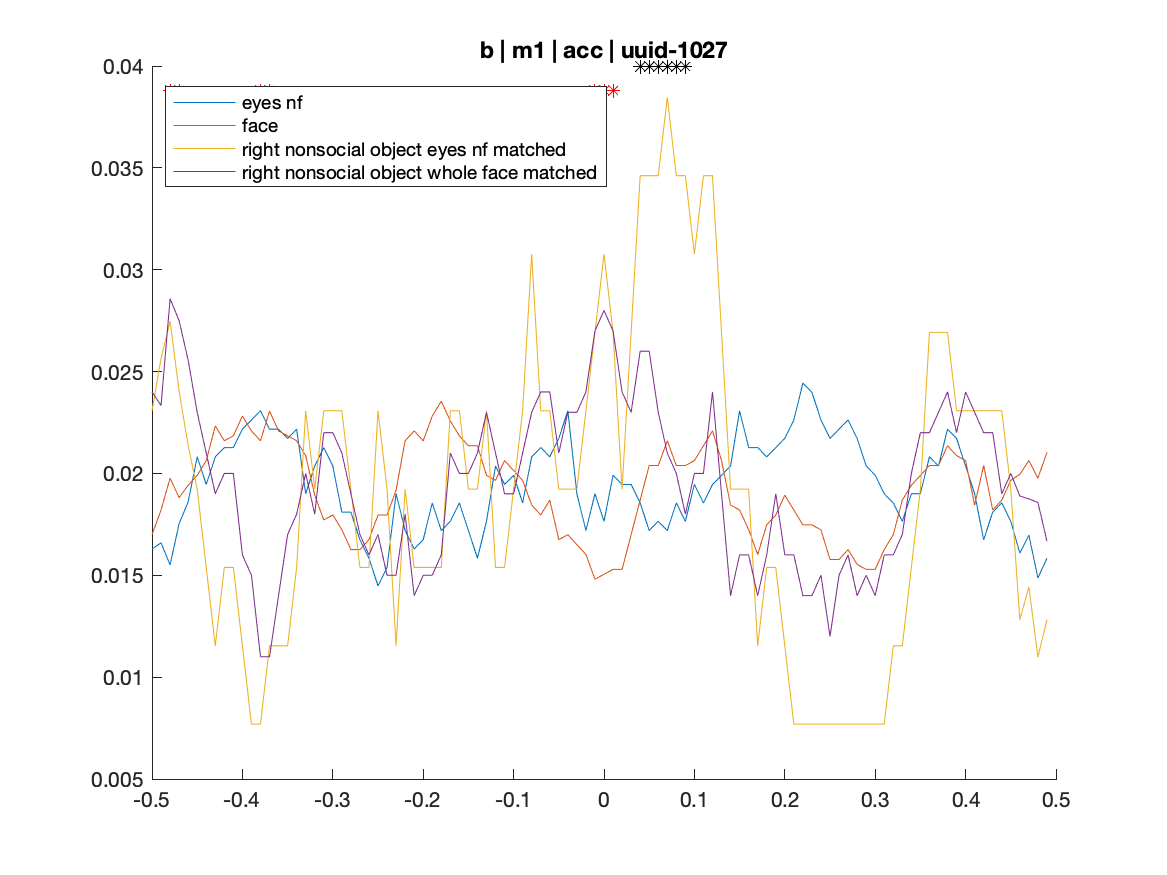 b | m1 | acc | uuid-1027
0.04
0.035
0.03
0.025
0.02
0.015
0.01
0.005
eyes nf
face
right nonsocial object eyes nf matched
right nonsocial object whole face matched
-0.5 -0.4 -0.3 -0.2 -0.1 0 0.1 0.2 0.3 0.4 0.5